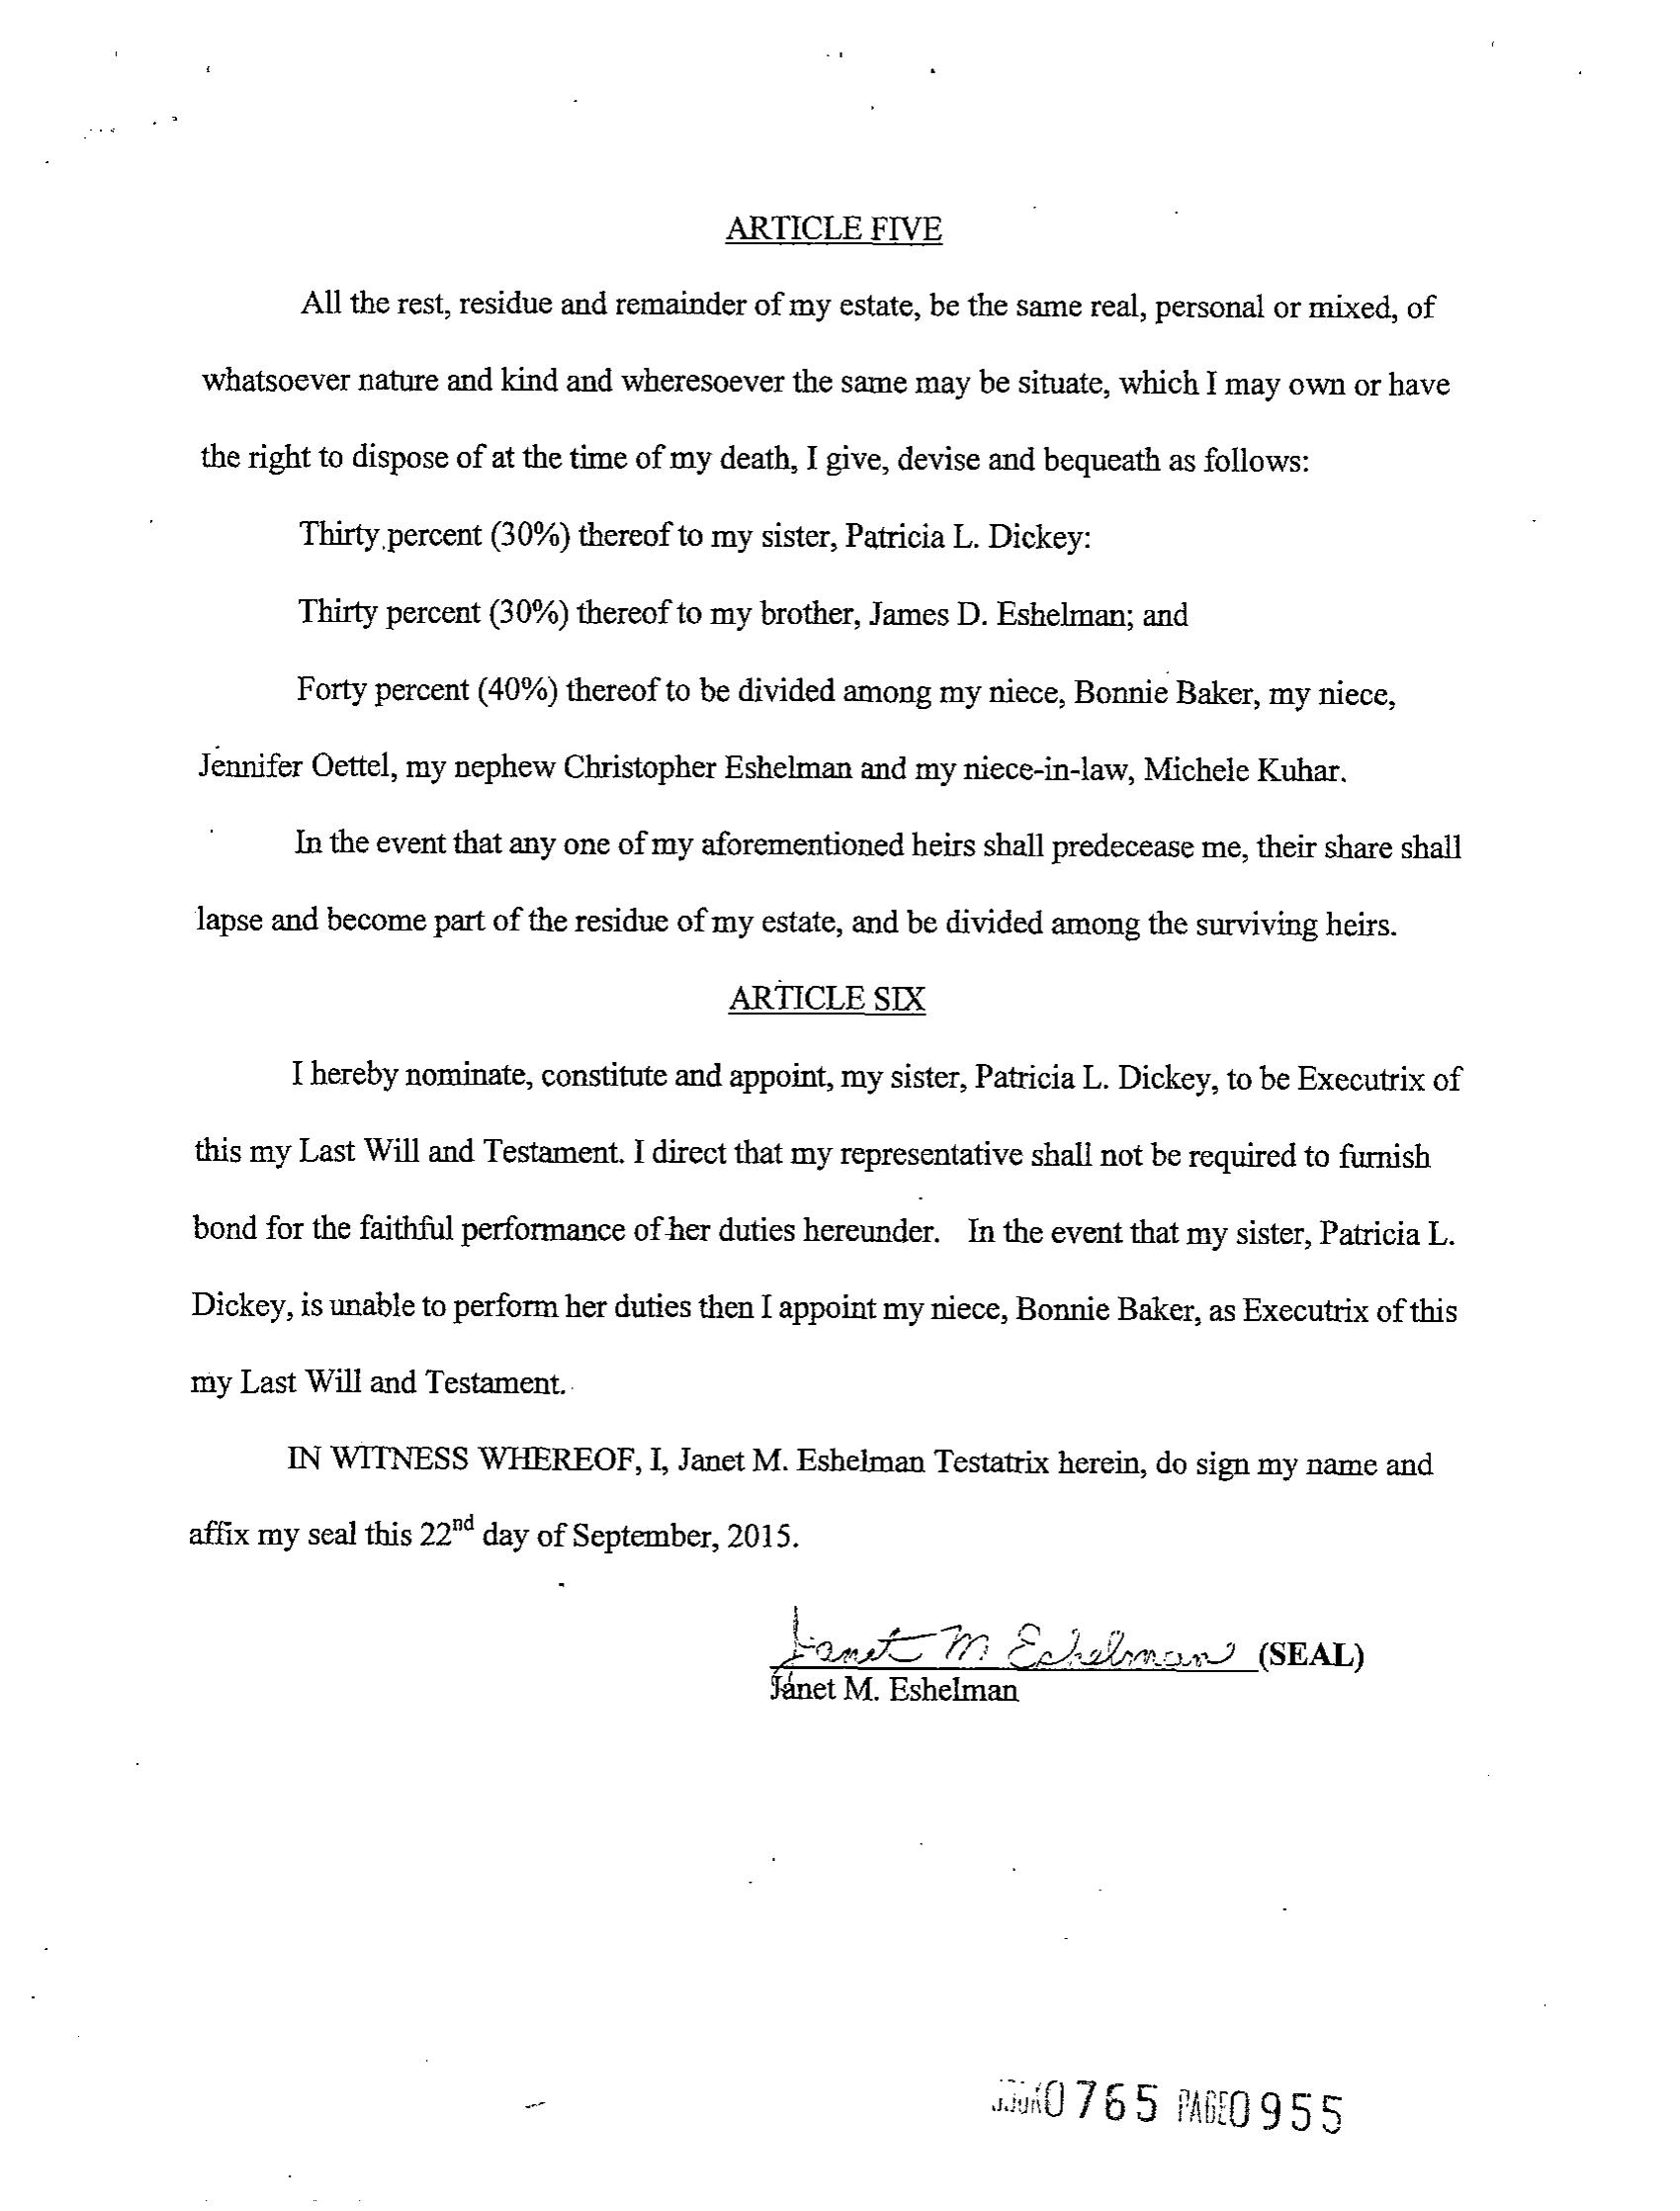 ARTICLE FIVE
All the rest, residue and remainder of my estate, be the same real, personal or mixed, of
whatsoever nature and kind and wheresoever the same may be situate, which I may own or have
the right to dispose of at the time of my death, I give, devise and bequeath as follows:
Thirty percent (30%) thereof to my sister, Patricia L. Dickey:
Thirty percent (30%) thereof to my brother, James D. Eshelman; and
Forty percent (40%) thereof to be divided among my niece, Bonnie Baker, my niece,
Jennifer Oettel, my nephew Christopher Eshelman and my niece-in-law, Michele Kuhar.
In the event that any one of my aforementioned heirs shall predecease me, their share shall
lapse and become part of the residue of my estate, and be divided among the surviving heirs.
ARTICLE SIX
I hereby nominate, constitute and appoint, my sister, Patricia L. Dickey, to be Executrix of
this my Last Will and Testament. I direct that my representative shall not be required to furnish
bond for the faithful performance of her duties hereunder. In the event that my sister, Patricia L.
Dickey, is unable to perform her duties then I appoint my niece, Bonnie Baker, as Executrix of this
my Last Will and Testament.
IN WITNESS WHEREOF, I, Janet M. Eshelman Testatrix herein, do sign my name and
affix my seal this 22nd day of September, 2015.
Janet M Eshelman (SEAL)
Janet M. Eshelman
0765 PAGE0955